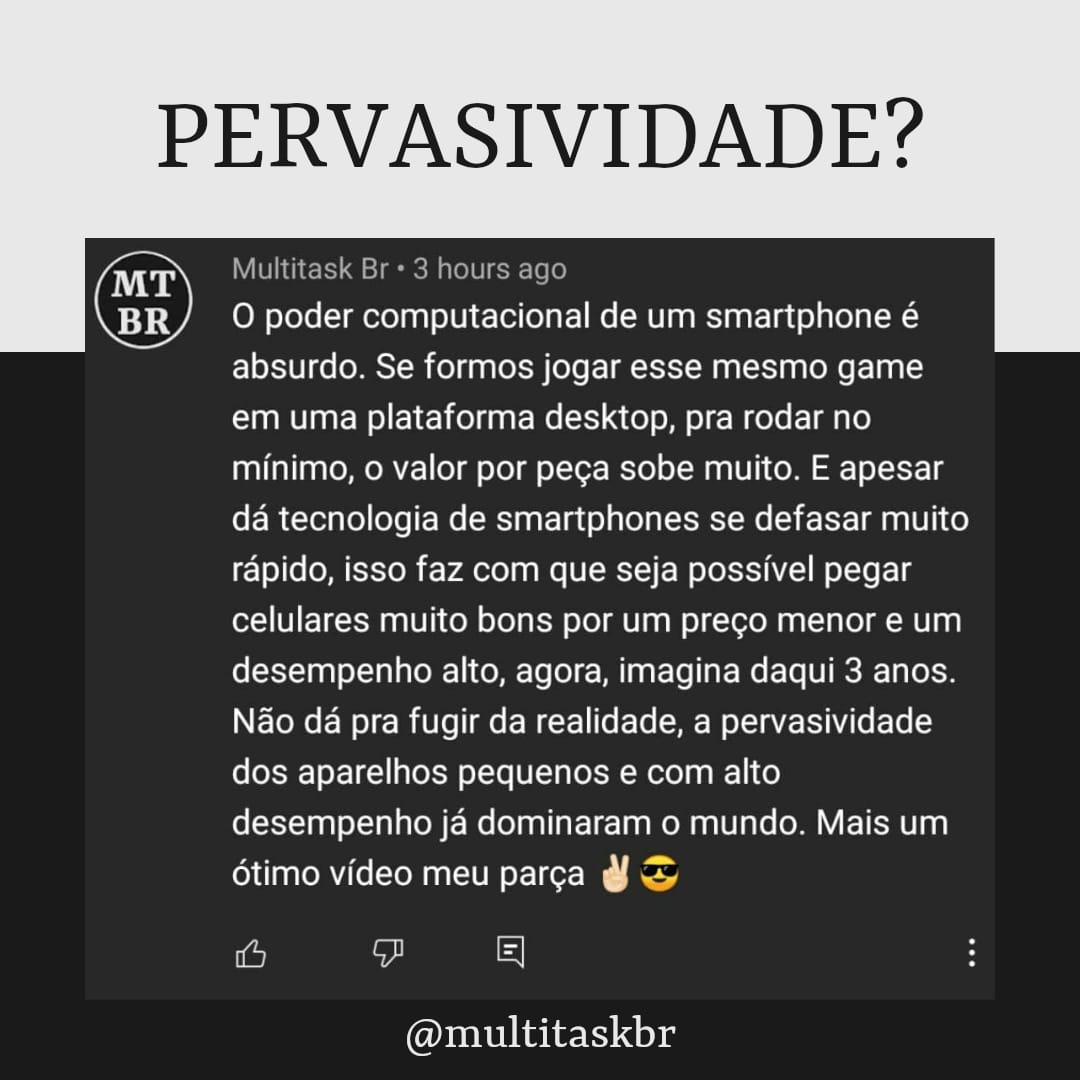 PERVASIVIDADE?
MT
BR
Multitask Br • 3 hours ago
O poder computacional de um smartphone é
absurdo. Se formos jogar esse mesmo game
em uma plataforma desktop, pra rodar no
mínimo, o valor por peça sobe muito. E apesar
dá tecnologia de smartphones se defasar muito
rápido, isso faz com que seja possível pegar
celulares muito bons por um preço menor e um
desempenho alto, agora, imagina daqui 3 anos.
Não dá pra fugir da realidade, a pervasividade
dos aparelhos pequenos e com alto
desempenho já dominaram o mundo. Mais um
ótimo vídeo meu parça ✌🏻😎
@multitaskbr